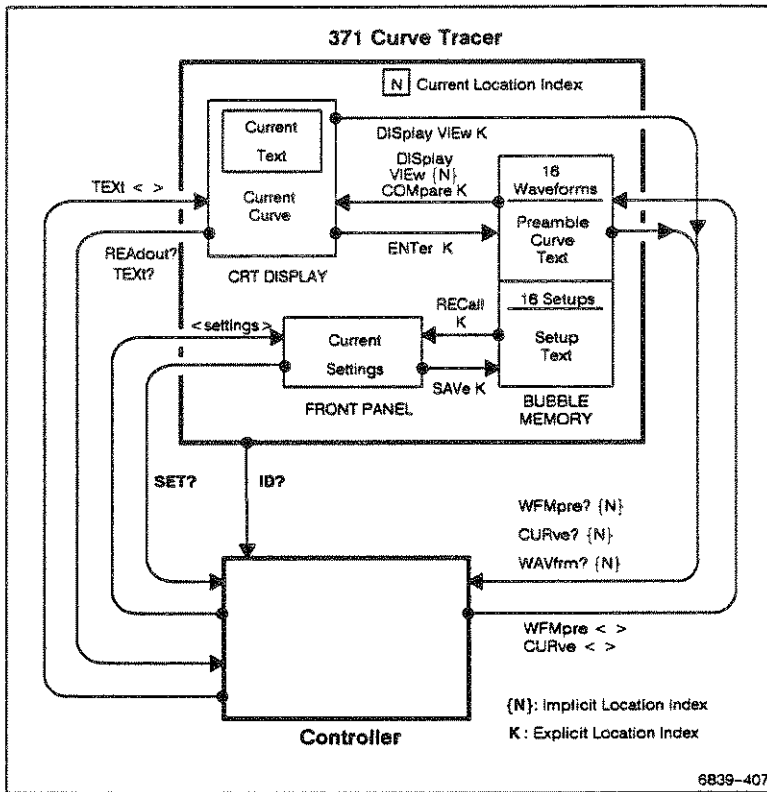 371 Curve Tracer
N Current Location Index
Current
Text
Current
Curve
CRT DISPLAY
DISplay VIEw K
DISplay
VIEw {N}
COMpare K
ENTer K
16
Waveforms
Preamble
Curve
Text
16 Setups
Setup
Text
BUBBLE
MEMORY
TEXt < >
REAdout?
TEXt?
<settings>
Current
Settings
FRONT PANEL
RECall
K
SAVe K
SET?
ID?
WFMpre? {N}
CURve? {N}
WAVfrm? {N}
WFMpre < >
CURve < >
Controller
{N}: Implicit Location Index
K : Explicit Location Index
6839-407